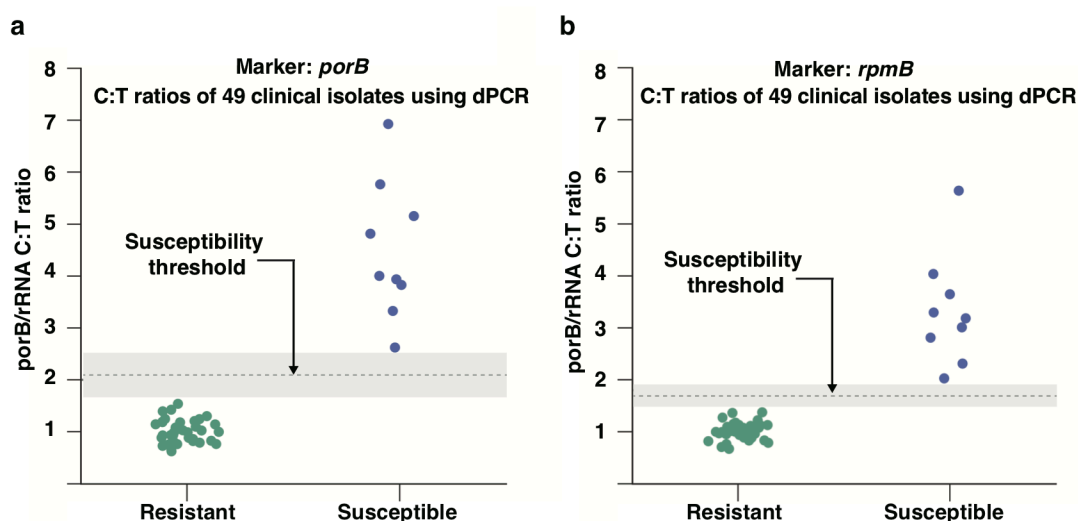 a
Marker: porB
C:T ratios of 49 clinical isolates using dPCR
porB/rRNA C:T ratio
8
7
6
5
4
3
2
1
Susceptibility
threshold
Resistant
Susceptible
b
Marker: rpmB
C:T ratios of 49 clinical isolates using dPCR
porB/rRNA C:T ratio
8
7
6
5
4
3
2
1
Susceptibility
threshold
Resistant
Susceptible